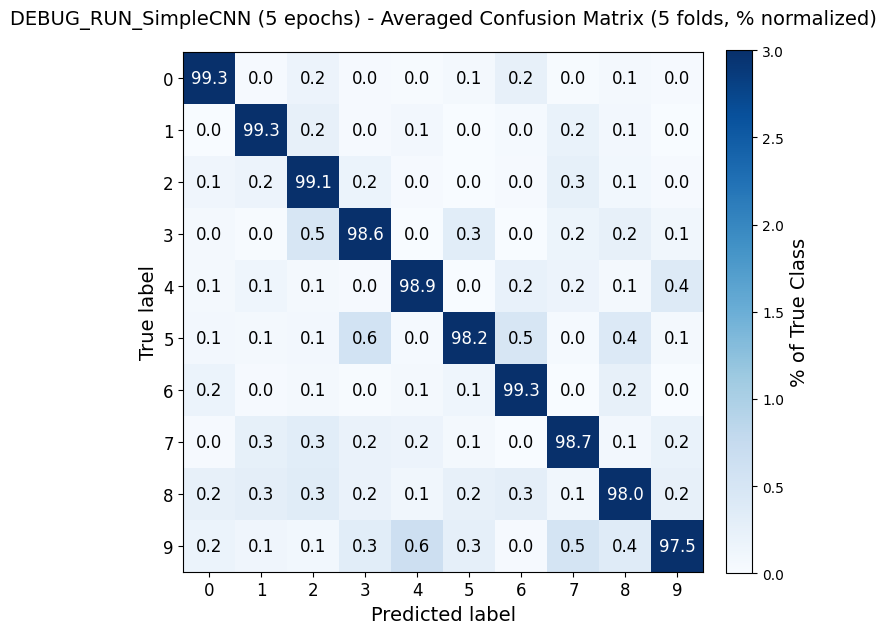 DEBUG_RUN_SimpleCNN (5 epochs) - Averaged Confusion Matrix (5 folds, % normalized)
0 99.3 0.0 0.2 0.0 0.0 0.1 0.2 0.0 0.1 0.0
1 0.0 99.3 0.2 0.0 0.1 0.0 0.0 0.2 0.1 0.0
2 0.1 0.2 99.1 0.2 0.0 0.0 0.0 0.3 0.1 0.0
3 0.0 0.0 0.5 98.6 0.0 0.3 0.0 0.2 0.2 0.1
4 0.1 0.1 0.1 0.0 98.9 0.0 0.2 0.2 0.1 0.4
5 0.1 0.1 0.1 0.6 0.0 98.2 0.5 0.0 0.4 0.1
6 0.2 0.0 0.1 0.0 0.1 0.1 99.3 0.0 0.2 0.0
7 0.0 0.3 0.3 0.2 0.2 0.1 0.0 98.7 0.1 0.2
8 0.2 0.3 0.3 0.2 0.1 0.2 0.3 0.1 98.0 0.2
9 0.2 0.1 0.1 0.3 0.6 0.3 0.0 0.5 0.4 97.5
0 1 2 3 4 5 6 7 8 9
Predicted label
True label
3.0
2.5
2.0
1.5
1.0
0.5
0.0
% of True Class